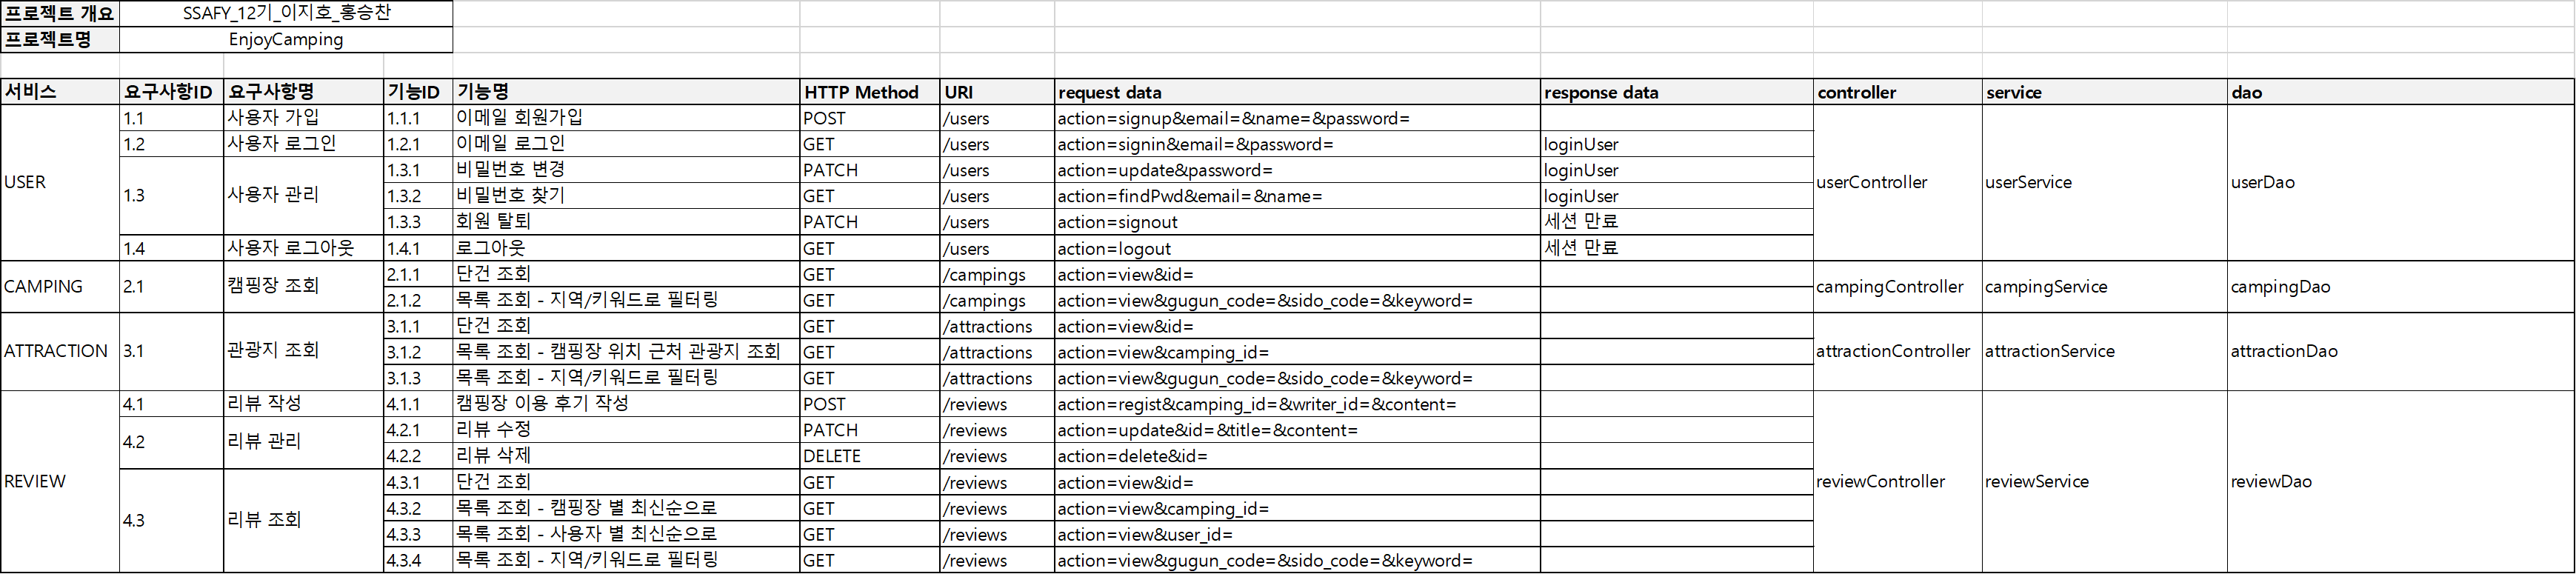 프로젝트 개요 SSAFY_12기_이지호_홍승찬
프로젝트명 EnjoyCamping
서비스 요구사항ID 요구사항명 기능ID 기능명 HTTP Method URI request data response data controller service dao
USER 1.1 사용자 가입 1.1.1 이메일 회원가입 POST /users action=signup&email=&name=&password= userController userService userDao
1.2 사용자 로그인 1.2.1 이메일 로그인 GET /users action=signin&email=&password= loginUser
1.3 사용자 관리 1.3.1 비밀번호 변경 PATCH /users action=update&password= loginUser
1.3.2 비밀번호 찾기 GET /users action=findPwd&email=&name= loginUser
1.3.3 회원 탈퇴 PATCH /users action=signout 세션 만료
1.4 사용자 로그아웃 1.4.1 로그아웃 GET /users action=logout 세션 만료
CAMPING 2.1 캠핑장 조회 2.1.1 단건 조회 GET /campings action=view&id= campingController campingService campingDao
2.1.2 목록 조회 - 지역/키워드로 필터링 GET /campings action=view&gugun_code=&sido_code=&keyword=
ATTRACTION 3.1 관광지 조회 3.1.1 단건 조회 GET /attractions action=view&id= attractionController attractionService attractionDao
3.1.2 목록 조회 - 캠핑장 위치 근처 관광지 조회 GET /attractions action=view&camping_id=
3.1.3 목록 조회 - 지역/키워드로 필터링 GET /attractions action=view&gugun_code=&sido_code=&keyword=
REVIEW 4.1 리뷰 작성 4.1.1 캠핑장 이용 후기 작성 POST /reviews action=regist&camping_id=&writer_id=&content= reviewController reviewService reviewDao
4.2 리뷰 관리 4.2.1 리뷰 수정 PATCH /reviews action=update&id=&title=&content=
4.2.2 리뷰 삭제 DELETE /reviews action=delete&id=
4.3 리뷰 조회 4.3.1 단건 조회 GET /reviews action=view&id=
4.3.2 목록 조회 - 캠핑장 별 최신순으로 GET /reviews action=view&camping_id=
4.3.3 목록 조회 - 사용자 별 최신순으로 GET /reviews action=view&user_id=
4.3.4 목록 조회 - 지역/키워드로 필터링 GET /reviews action=view&gugun_code=&sido_code=&keyword=